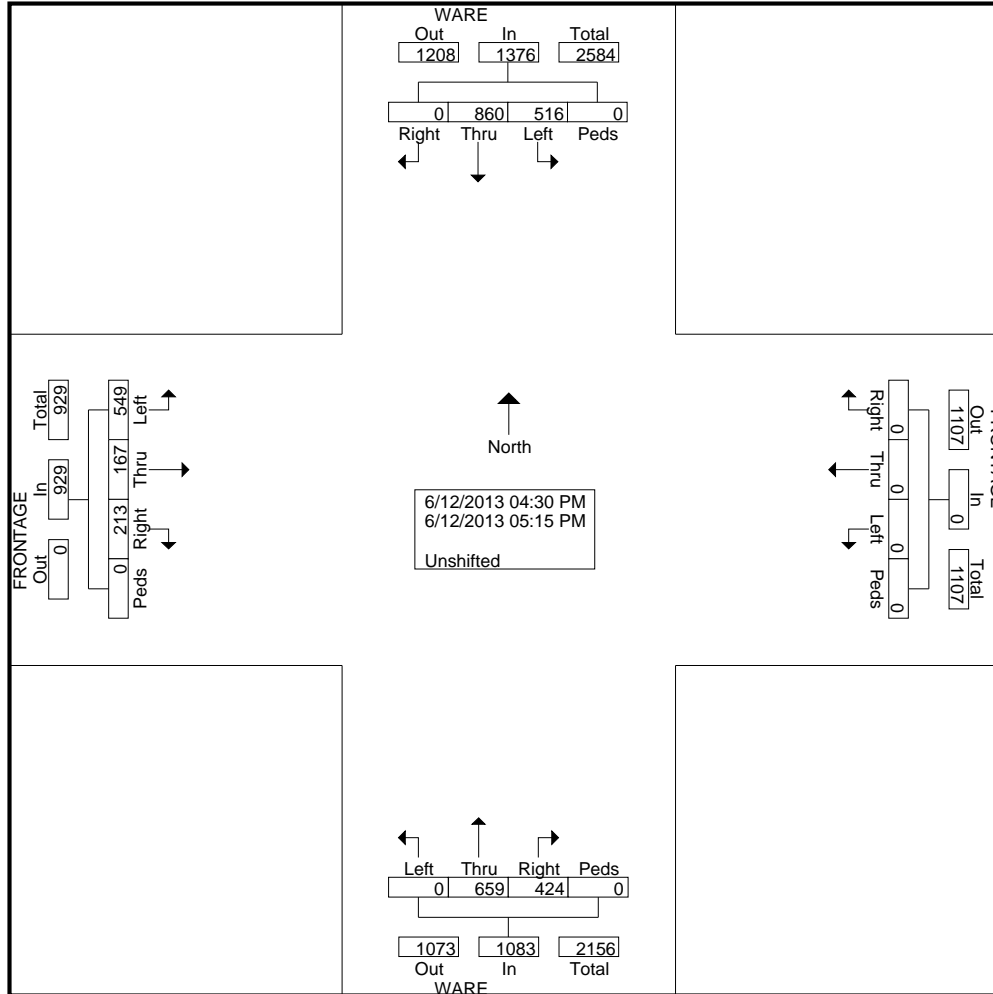 WARE
Out In Total
1208 1376 2584
0 860 516 0
Right Thru Left Peds
FRONTAGE
Total In Out
929 929 0
549 167 213 0
Left Thru Right Peds
North
6/12/2013 04:30 PM
6/12/2013 05:15 PM
Unshifted
Right Thru Left Peds
0 0 0 0
Out In Total
1107 0 1107
FRONTAGE
Left Thru Right Peds
0 659 424 0
1073 1083 2156
Out In Total
WARE